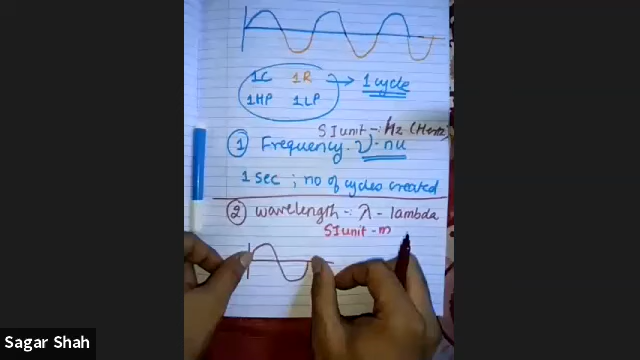 1C 1R → 1 cycle
1HP 1LP
SI unit - Hz (Hertz)
① Frequency - ν - nu
1 sec ; no of cycles created
② wavelength - λ - lambda
SI unit - m
Sagar Shah